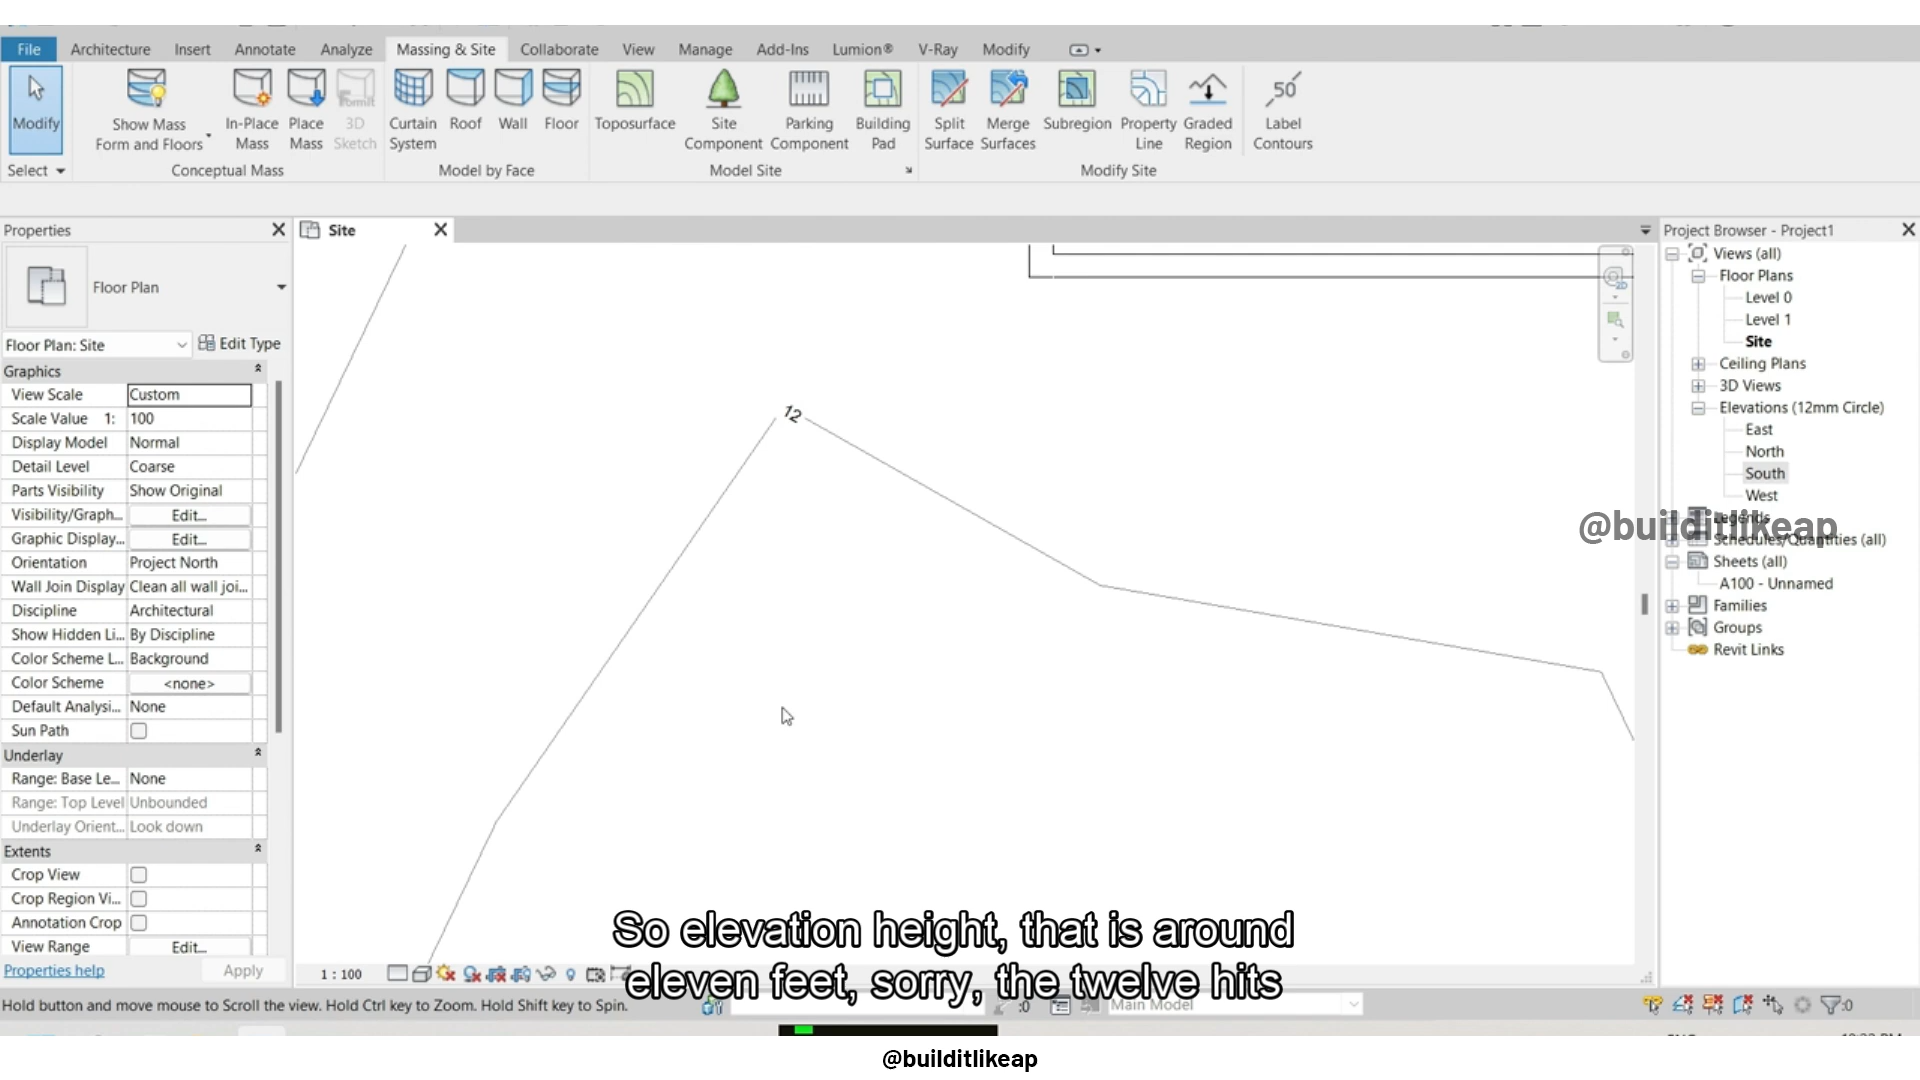 File Architecture Insert Annotate Analyze Massing & Site Collaborate View Manage Add-Ins Lumion® V-Ray Modify
Modify
Show Mass
Form and Floors
In-Place
Mass
Place
Mass
3D
Sketch
Curtain
System
Roof
Wall
Floor
Toposurface
Site
Component
Parking
Component
Building
Pad
Split
Surface
Merge
Surfaces
Subregion
Property
Line
Graded
Region
50
Label
Contours
Select
Conceptual Mass
Model by Face
Model Site
Modify Site
Properties
Floor Plan
Floor Plan: Site
Edit Type
Graphics
View Scale Custom
Scale Value 1: 100
Display Model Normal
Detail Level Coarse
Parts Visibility Show Original
Visibility/Graph... Edit...
Graphic Display... Edit...
Orientation Project North
Wall Join Display Clean all wall joi...
Discipline Architectural
Show Hidden Li... By Discipline
Color Scheme L... Background
Color Scheme <none>
Default Analysi... None
Sun Path
Underlay
Range: Base Le... None
Range: Top Level Unbounded
Underlay Orient... Look down
Extents
Crop View
Crop Region Vi...
Annotation Crop
View Range Edit...
Properties help
Apply
Site
12
2D
Project Browser - Project1
Views (all)
Floor Plans
Level 0
Level 1
Site
Ceiling Plans
3D Views
Elevations (12mm Circle)
East
North
South
West
Legends
@builditlikeap
Schedules/Quantities (all)
Sheets (all)
A100 - Unnamed
Families
Groups
Revit Links
So elevation height, that is around
eleven feet, sorry, the twelve hits
1 : 100
Hold button and move mouse to Scroll the view. Hold Ctrl key to Zoom. Hold Shift key to Spin.
:0
Main Model
:0
@builditlikeap